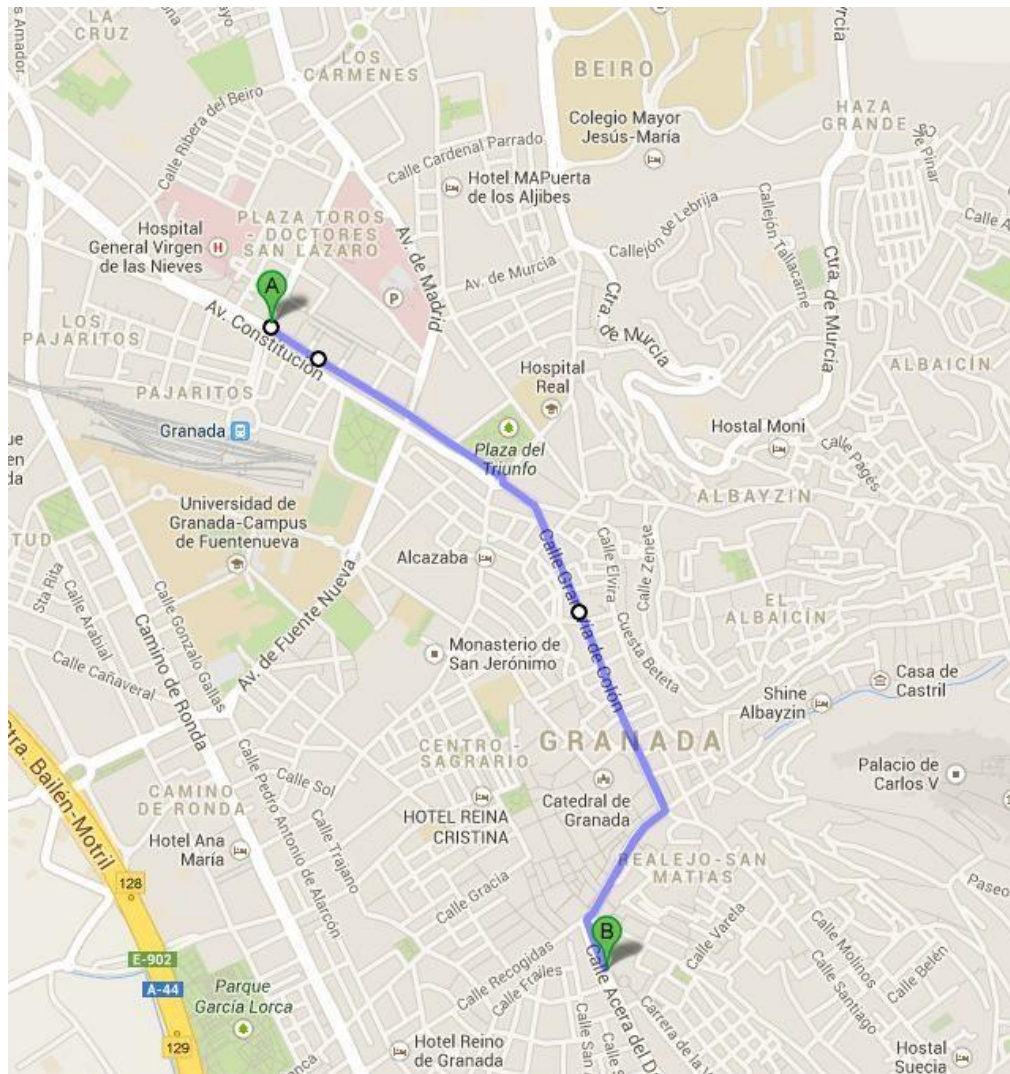 LA
CRUZ
LOS
CÁRMENES
BEIRO
HAZA
GRANDE
Calle Ribera del Beiro
Calle Cardenal Parrado
Colegio Mayor
Jesús-María
Hotel MAPuerta
de los Aljibes
Callejón de Lebrija
Callejón Tallacarne
Ctra. de Murcia
PLAZA TOROS
- DOCTORES
SAN LÁZARO
Hospital
General Virgen
de las Nieves
H
Av. de Madrid
Av. de Murcia
Ctra. de Murcia
P
A
Av. Constitución
LOS
PAJARITOS
PAJARITOS
ALBAICÍN
Hospital
Real
Granada
Plaza del
Triunfo
Hostal Moni
Calle Pagés
ALBAYZIN
Universidad de
Granada-Campus
de Fuentenueva
Alcazaba
Calle Gran Vía de Colón
Calle Elvira
Calle Zenete
Cuesta Beteta
EL
ALBAICÍN
Sta Rita
Calle Arabial
Calle Cañaveral
Calle Gonzalo Gallas
Camino de Ronda
Av. de Fuente Nueva
Monasterio de
San Jerónimo
Casa de
Castril
Shine
Albayzin
Ctra. Bailén-Motril
CENTRO -
SAGRARIO
GRANADA
Palacio de
Carlos V
CAMINO
DE RONDA
Calle Sol
Calle Pedro Antonio de Alarcón
Calle Trajano
HOTEL REINA
CRISTINA
Catedral de
Granada
Hotel Ana
María
REALEJO-SAN
MATIAS
128
Calle Gracia
Paseo
B
Calle Varela
Calle Molinos
Calle Belén
Calle Santiago
E-902
A-44
Parque
García Lorca
Calle Recogidas
Calle Frailes
Calle Acera del D
Carrera de la V
Calle San A
129
Hotel Reino
de Granada
Hostal
Suecia